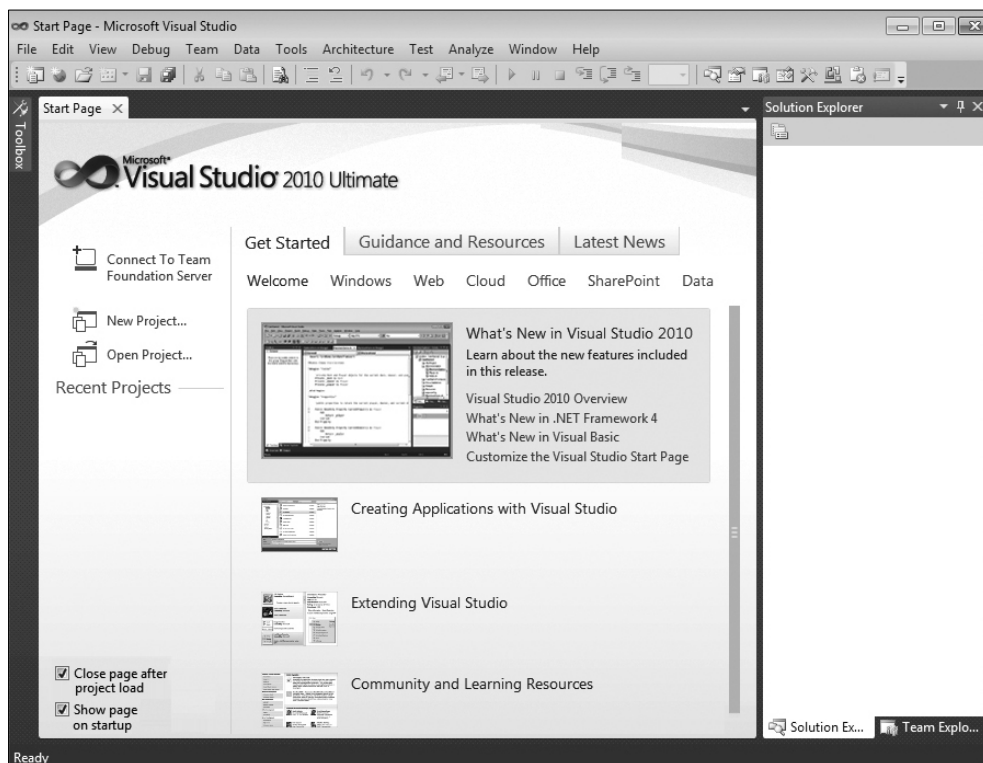 Start Page - Microsoft Visual Studio
File Edit View Debug Team Data Tools Architecture Test Analyze Window Help
Toolbox
Start Page
Solution Explorer
Microsoft®
Visual Studio® 2010 Ultimate
Connect To Team
Foundation Server
New Project...
Open Project...
Recent Projects
Get Started
Guidance and Resources
Latest News
Welcome Windows Web Cloud Office SharePoint Data
What's New in Visual Studio 2010
Learn about the new features included
in this release.
Visual Studio 2010 Overview
What's New in .NET Framework 4
What's New in Visual Basic
Customize the Visual Studio Start Page
Creating Applications with Visual Studio
Extending Visual Studio
Community and Learning Resources
Close page after
project load
Show page
on startup
Solution Ex...
Team Explo...
Ready